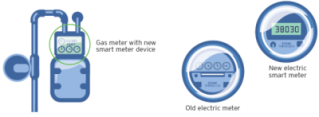 Gas meter with new
smart meter device
38030
Old electric meter
New electric
smart meter